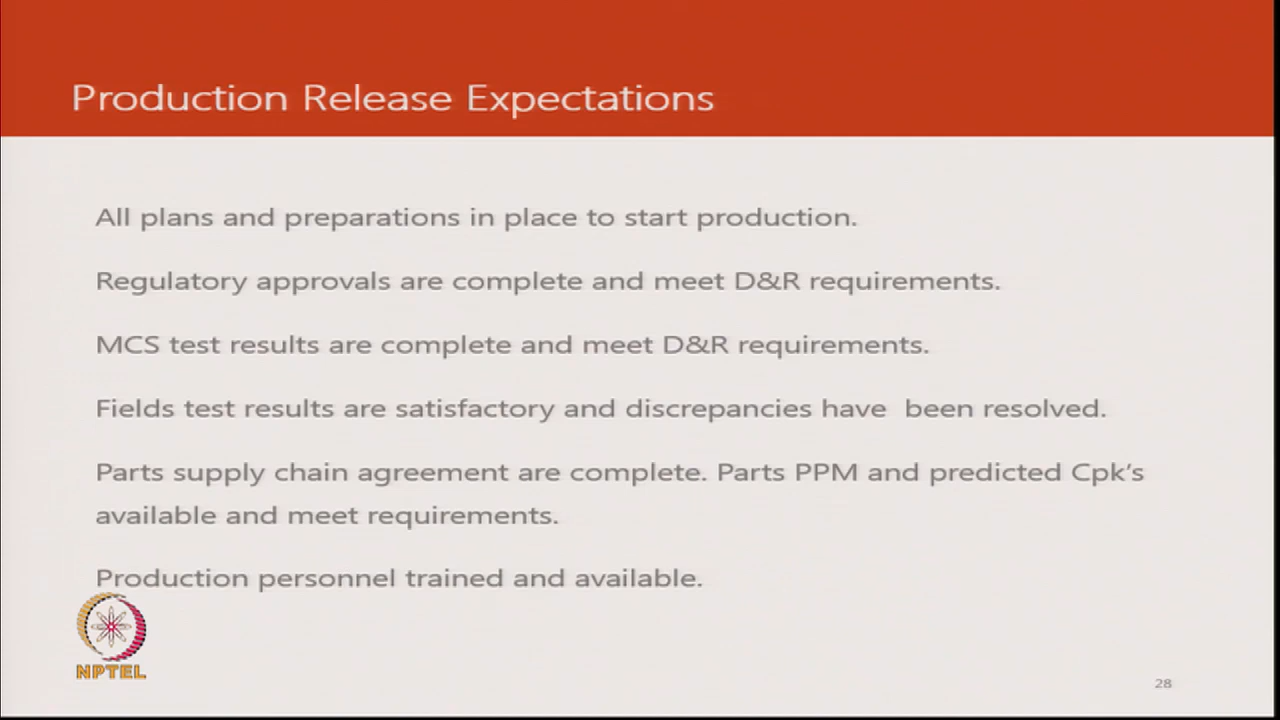 Production Release Expectations
All plans and preparations in place to start production.
Regulatory approvals are complete and meet D&R requirements.
MCS test results are complete and meet D&R requirements.
Fields test results are satisfactory and discrepancies have  been resolved.
Parts supply chain agreement are complete. Parts PPM and predicted Cpk's
available and meet requirements.
Production personnel trained and available.
NPTEL
28